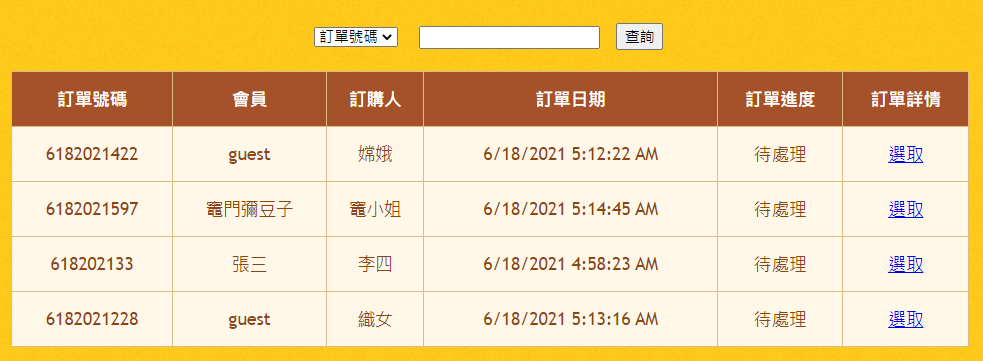 訂單號碼 查詢
訂單號碼 會員 訂購人 訂單日期 訂單進度 訂單詳情
6182021422 guest 嫦娥 6/18/2021 5:12:22 AM 待處理 選取
6182021597 竈門彌豆子 竈小姐 6/18/2021 5:14:45 AM 待處理 選取
618202133 張三 李四 6/18/2021 4:58:23 AM 待處理 選取
6182021228 guest 織女 6/18/2021 5:13:16 AM 待處理 選取